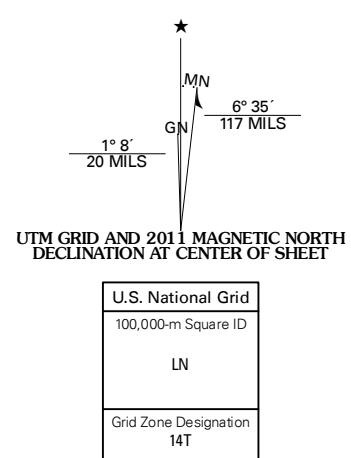 ★
MN
GN
6° 35´
117 MILS
1° 8´
20 MILS
UTM GRID AND 2011 MAGNETIC NORTH
DECLINATION AT CENTER OF SHEET
U.S. National Grid
100,000-m Square ID
LN
Grid Zone Designation
14T